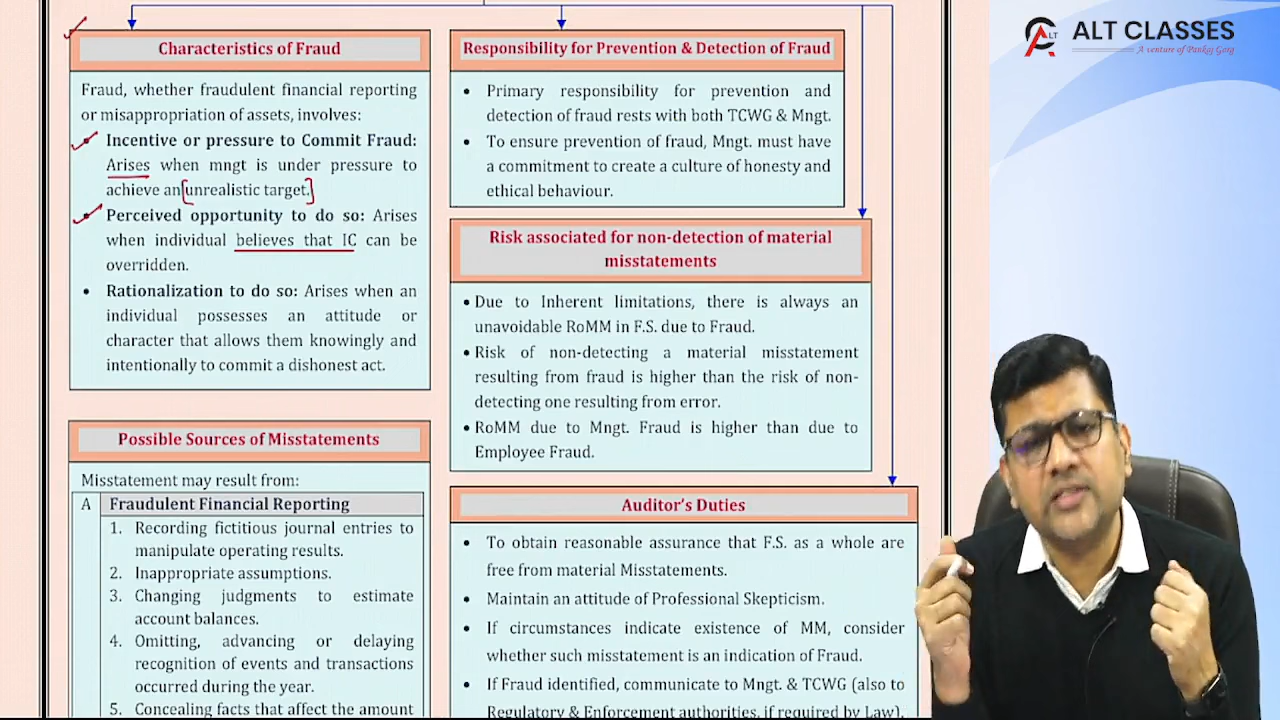 Characteristics of Fraud
Fraud, whether fraudulent financial reporting
or misappropriation of assets, involves:
• Incentive or pressure to Commit Fraud:
Arises when mngt is under pressure to
achieve an unrealistic target.
• Perceived opportunity to do so: Arises
when individual believes that IC can be
overridden.
• Rationalization to do so: Arises when an
individual possesses an attitude or
character that allows them knowingly and
intentionally to commit a dishonest act.
Possible Sources of Misstatements
Misstatement may result from:
A Fraudulent Financial Reporting
1. Recording fictitious journal entries to
manipulate operating results.
2. Inappropriate assumptions.
3. Changing judgments to estimate
account balances.
4. Omitting, advancing or delaying
recognition of events and transactions
occurred during the year.
5. Concealing facts that affect the amount
Responsibility for Prevention & Detection of Fraud
• Primary responsibility for prevention and
detection of fraud rests with both TCWG & Mngt.
• To ensure prevention of fraud, Mngt. must have
a commitment to create a culture of honesty and
ethical behaviour.
Risk associated for non-detection of material
misstatements
• Due to Inherent limitations, there is always an
unavoidable RoMM in F.S. due to Fraud.
• Risk of non-detecting a material misstatement
resulting from fraud is higher than the risk of non-
detecting one resulting from error.
• RoMM due to Mngt. Fraud is higher than due to
Employee Fraud.
Auditor's Duties
• To obtain reasonable assurance that F.S. as a whole are
free from material Misstatements.
• Maintain an attitude of Professional Skepticism.
• If circumstances indicate existence of MM, consider
whether such misstatement is an indication of Fraud.
• If Fraud identified, communicate to Mngt. & TCWG (also to
Regulatory & Enforcement authorities, if required by Law).
ALT
ALT CLASSES
A venture of Pankaj Garg